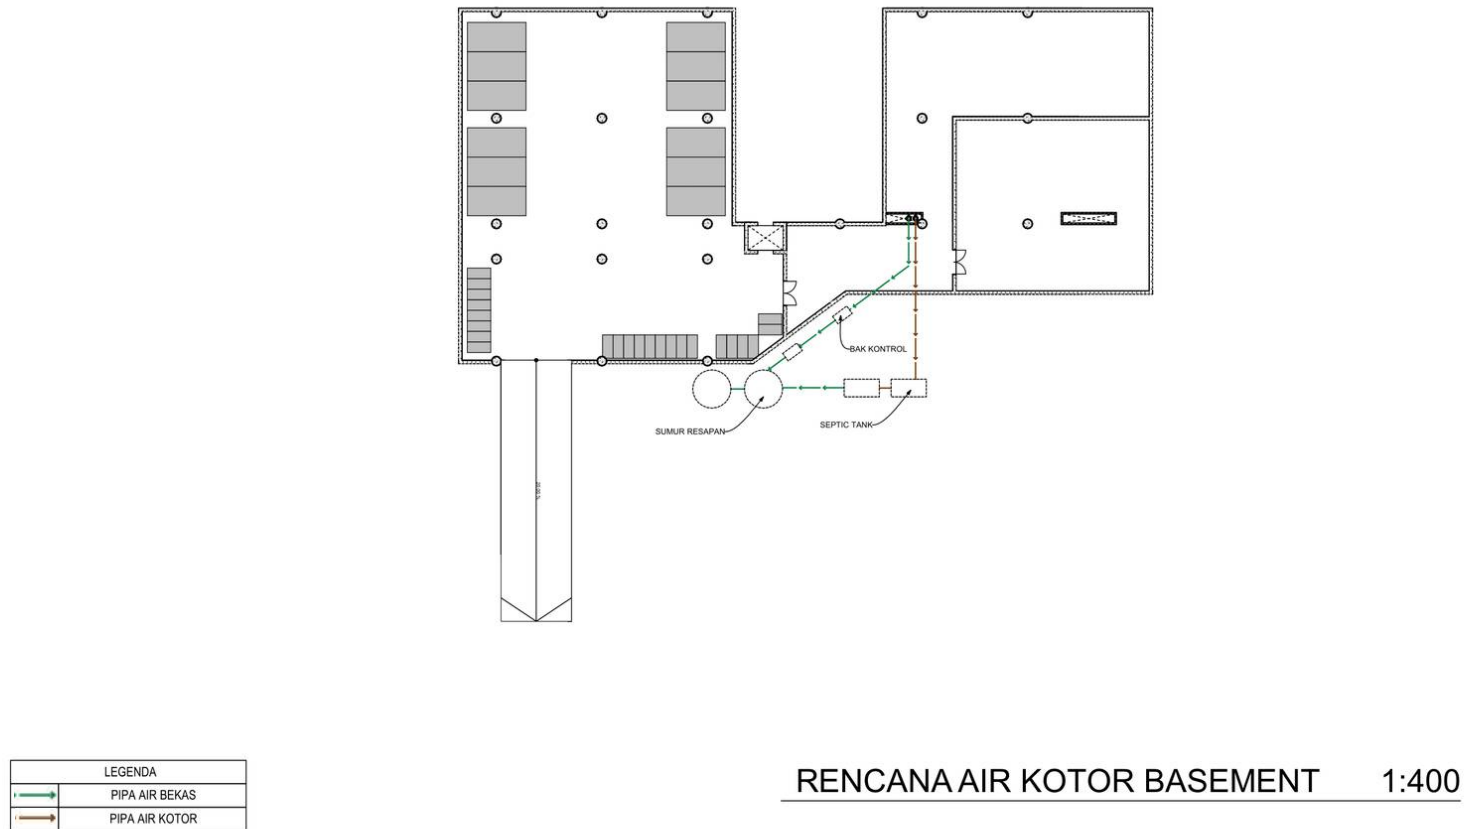 BAK KONTROL
SEPTIC TANK
SUMUR RESAPAN
LEGENDA
PIPA AIR BEKAS
PIPA AIR KOTOR
RENCANA AIR KOTOR BASEMENT 1:400